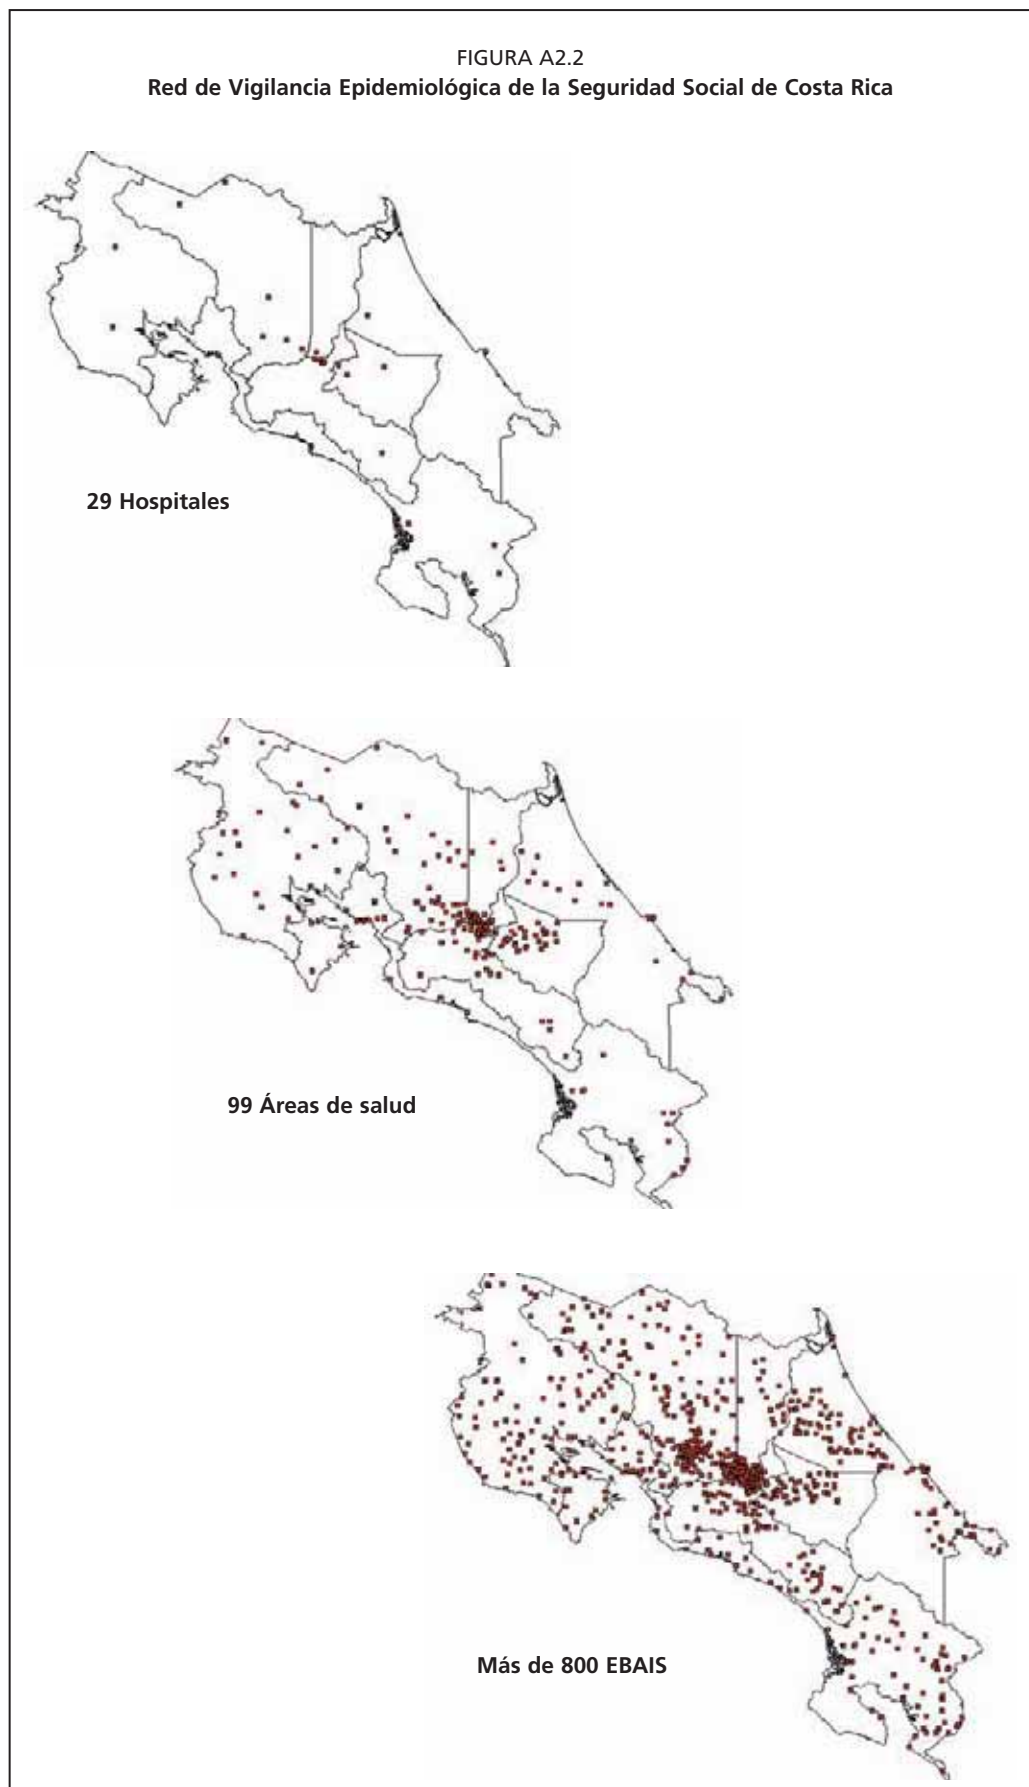 FIGURA A2.2
Red de Vigilancia Epidemiológica de la Seguridad Social de Costa Rica
29 Hospitales
99 Áreas de salud
Más de 800 EBAIS